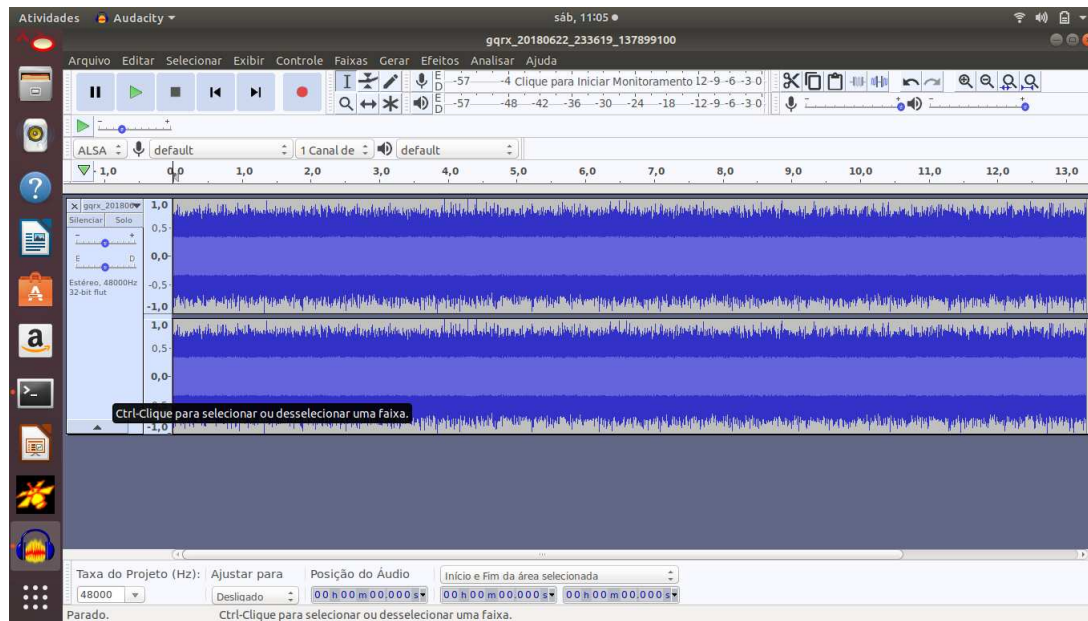 Atividades Audacity sáb, 11:05
gqrx_20180622_233619_137899100
Arquivo Editar Selecionar Exibir Controle Faixas Gerar Efeitos Analisar Ajuda
E D -57 -4 Clique para Iniciar Monitoramento 12 -9 -6 -3 0
E D -57 -48 -42 -36 -30 -24 -18 -12 -9 -6 -3 0
ALSA default 1 Canal de default
1,0 0,0 1,0 2,0 3,0 4,0 5,0 6,0 7,0 8,0 9,0 10,0 11,0 12,0 13,0
gqrx_201806
Silenciar Solo
- +
E D
Estéreo, 48000Hz
32-bit flut
1,0
0,5
0,0
-0,5
-1,0
1,0
0,5
0,0
-1,0
Ctrl-Clique para selecionar ou desselecionar uma faixa.
Taxa do Projeto (Hz): Ajustar para Posição do Áudio Início e Fim da área selecionada
48000 Desligado 00 h 00 m 00,000 s 00 h 00 m 00,000 s 00 h 00 m 00,000 s
Parado. Ctrl-Clique para selecionar ou desselecionar uma faixa.